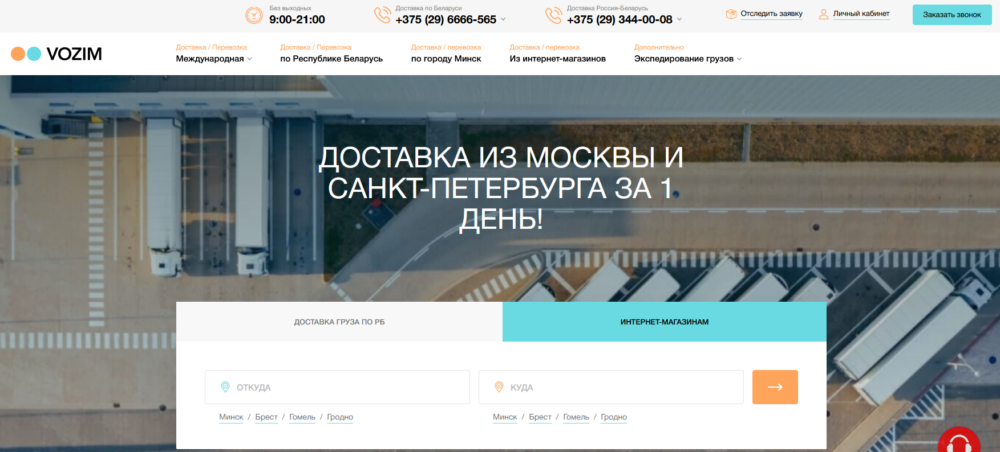 Без выходных
9:00-21:00
Доставка по Беларуси
+375 (29) 6666-565
Доставка Россия-Беларусь
+375 (29) 344-00-08
Отследить заявку
Личный кабинет
Заказать звонок
VOZIM
Доставка / Перевозка
Международная
Доставка / Перевозка
по Республике Беларусь
Доставка / перевозка
по городу Минск
Доставка / перевозка
Из интернет-магазинов
Дополнительно
Экспедирование грузов
ДОСТАВКА ИЗ МОСКВЫ И
САНКТ-ПЕТЕРБУРГА ЗА 1
ДЕНЬ!
ДОСТАВКА ГРУЗА ПО РБ
ИНТЕРНЕТ-МАГАЗИНАМ
ОТКУДА
КУДА
Минск / Брест / Гомель / Гродно
Минск / Брест / Гомель / Гродно